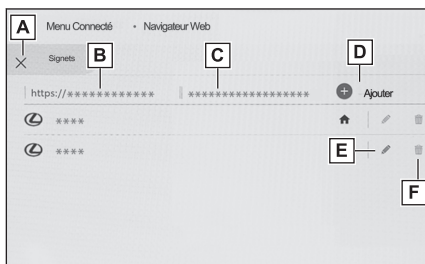 A Menu Connecté • Navigateur Web
Signets B C D
https://************* ****************** Ajouter
****
****
E
F